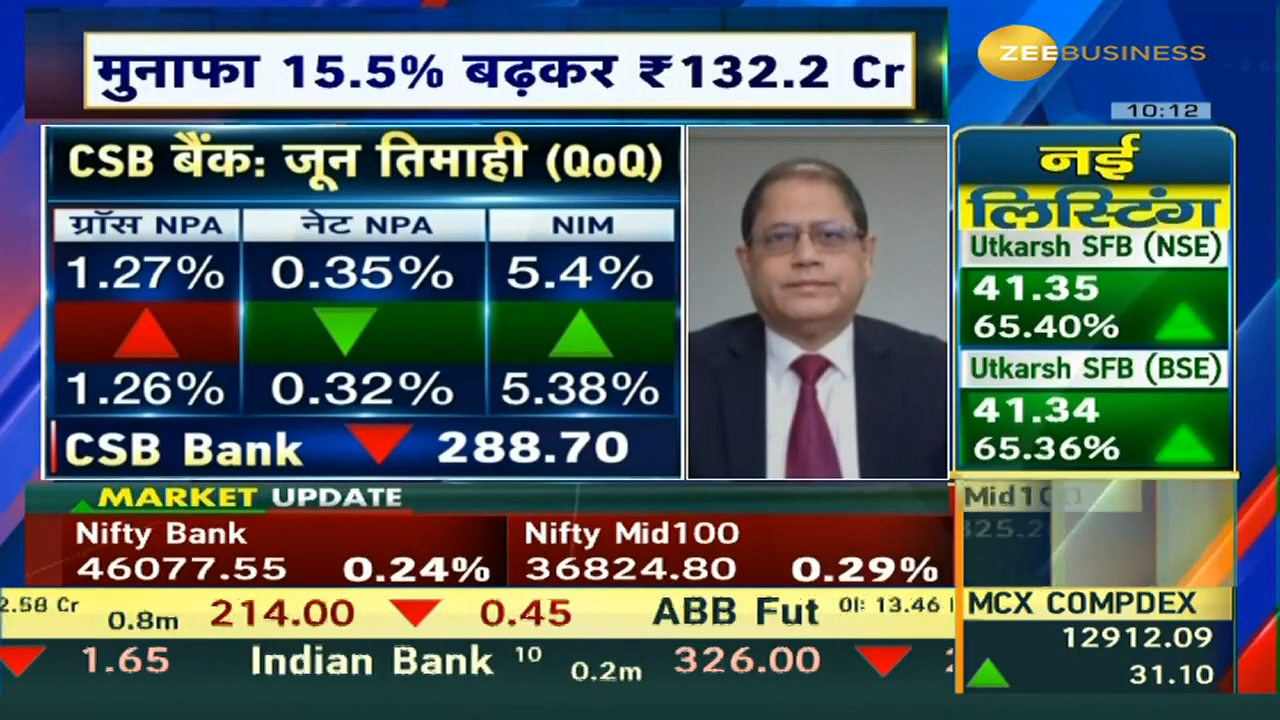 मुनाफा 15.5% बढ़कर ₹132.2 Cr
ZEEBUSINESS
10:12
CSB बैंक: जून तिमाही (QoQ)
ग्रॉस NPA नेट NPA NIM
1.27% 0.35% 5.4%
1.26% 0.32% 5.38%
CSB Bank 288.70
नई
लिस्टिंग
Utkarsh SFB (NSE)
41.35
65.40%
Utkarsh SFB (BSE)
41.34
65.36%
MARKET UPDATE
Nifty Bank Nifty Mid100
46077.55 0.24% 36824.80 0.29%
2.58 Cr 0.8m 214.00 0.45 ABB Fut OI: 13.46
1.65 Indian Bank 10 0.2m 326.00
MCX COMPDEX
12912.09
31.10